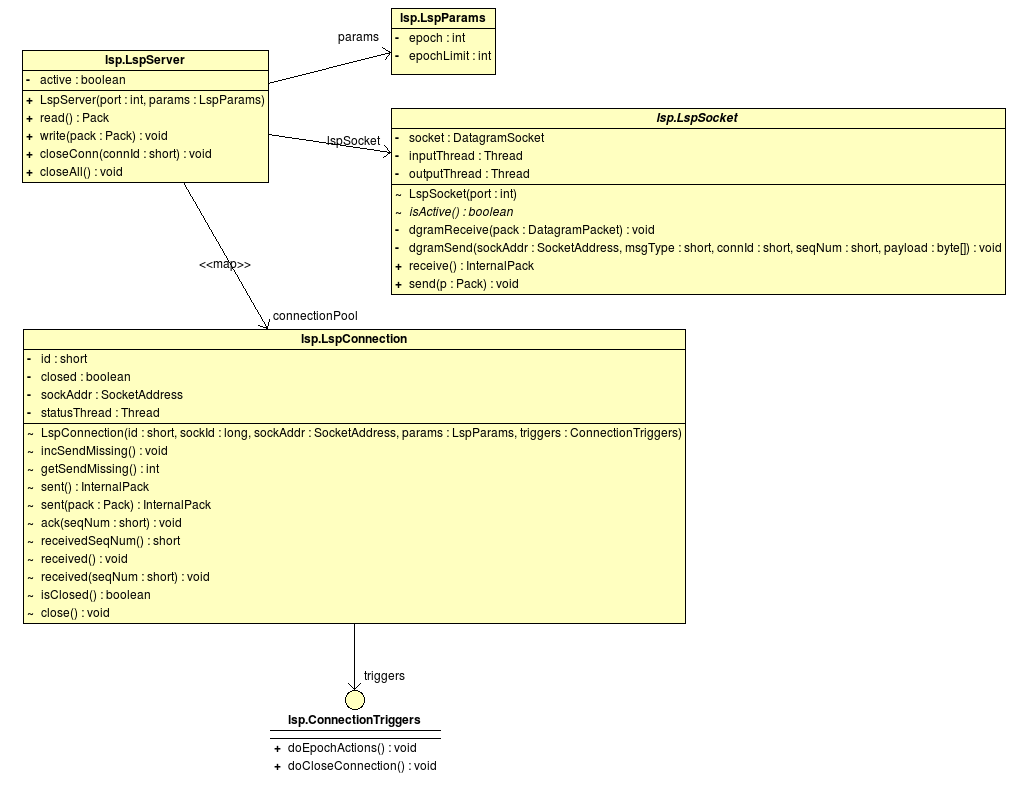 lsp.LspParams
- epoch : int
- epochLimit : int
params
lsp.LspServer
- active : boolean
+ LspServer(port : int, params : LspParams)
+ read() : Pack
+ write(pack : Pack) : void
+ closeConn(connId : short) : void
+ closeAll() : void
lspSocket
lsp.LspSocket
- socket : DatagramSocket
- inputThread : Thread
- outputThread : Thread
~ LspSocket(port : int)
~ isActive() : boolean
- dgramReceive(pack : DatagramPacket) : void
- dgramSend(sockAddr : SocketAddress, msgType : short, connId : short, seqNum : short, payload : byte[]) : void
+ receive() : InternalPack
+ send(p : Pack) : void
<<map>>
connectionPool
lsp.LspConnection
- id : short
- closed : boolean
- sockAddr : SocketAddress
- statusThread : Thread
~ LspConnection(id : short, sockId : long, sockAddr : SocketAddress, params : LspParams, triggers : ConnectionTriggers)
~ incSendMissing() : void
~ getSendMissing() : int
~ sent() : InternalPack
~ sent(pack : Pack) : InternalPack
~ ack(seqNum : short) : void
~ receivedSeqNum() : short
~ received() : void
~ received(seqNum : short) : void
~ isClosed() : boolean
~ close() : void
triggers
lsp.ConnectionTriggers
+ doEpochActions() : void
+ doCloseConnection() : void